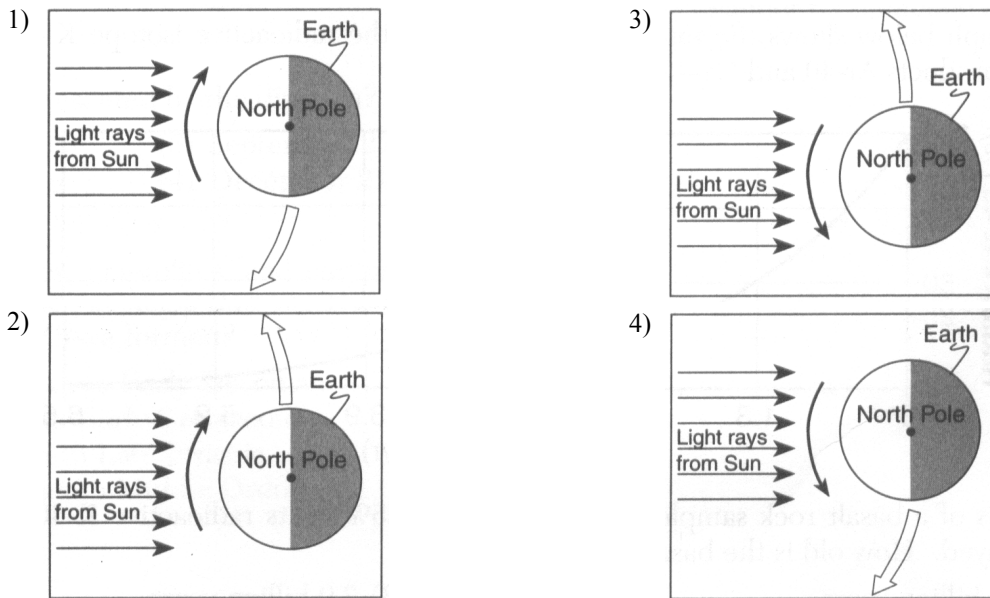 1)
Earth
North Pole
Light rays
from Sun
2)
Earth
North Pole
Light rays
from Sun
3)
Earth
North Pole
Light rays
from Sun
4)
Earth
North Pole
Light rays
from Sun